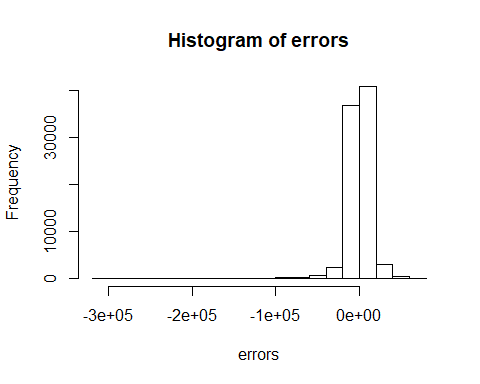 Histogram of errors
Frequency
30000
10000
0
-3e+05 -2e+05 -1e+05 0e+00
errors